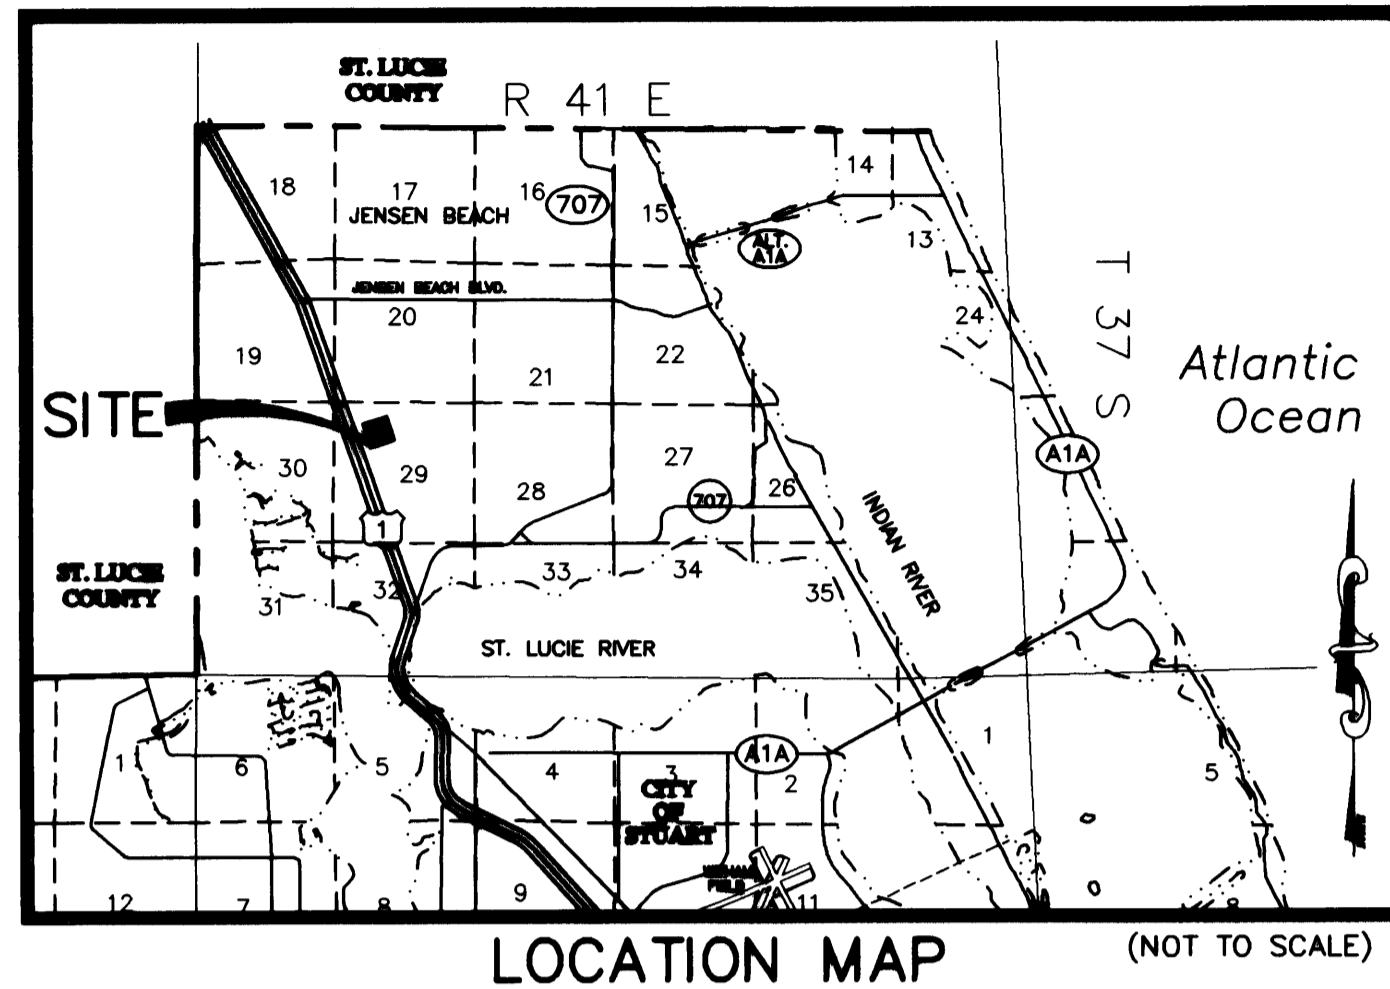 ST. LUCIE
COUNTY
R 41 E
18
17
16
707
15
14
JENSEN BEACH
ALT.
A1A
13
T 37 S
JENSEN BEACH BLVD.
20
24
19
21
22
Atlantic
Ocean
SITE
30
29
28
27
707
26
A1A
INDIAN RIVER
1
ST. LUCIE
COUNTY
31
32
33
34
35
ST. LUCIE RIVER
1
6
5
4
3
A1A
2
1
5
CITY
OF
STUART
FIELD
12
7
8
9
11
8
LOCATION MAP
(NOT TO SCALE)